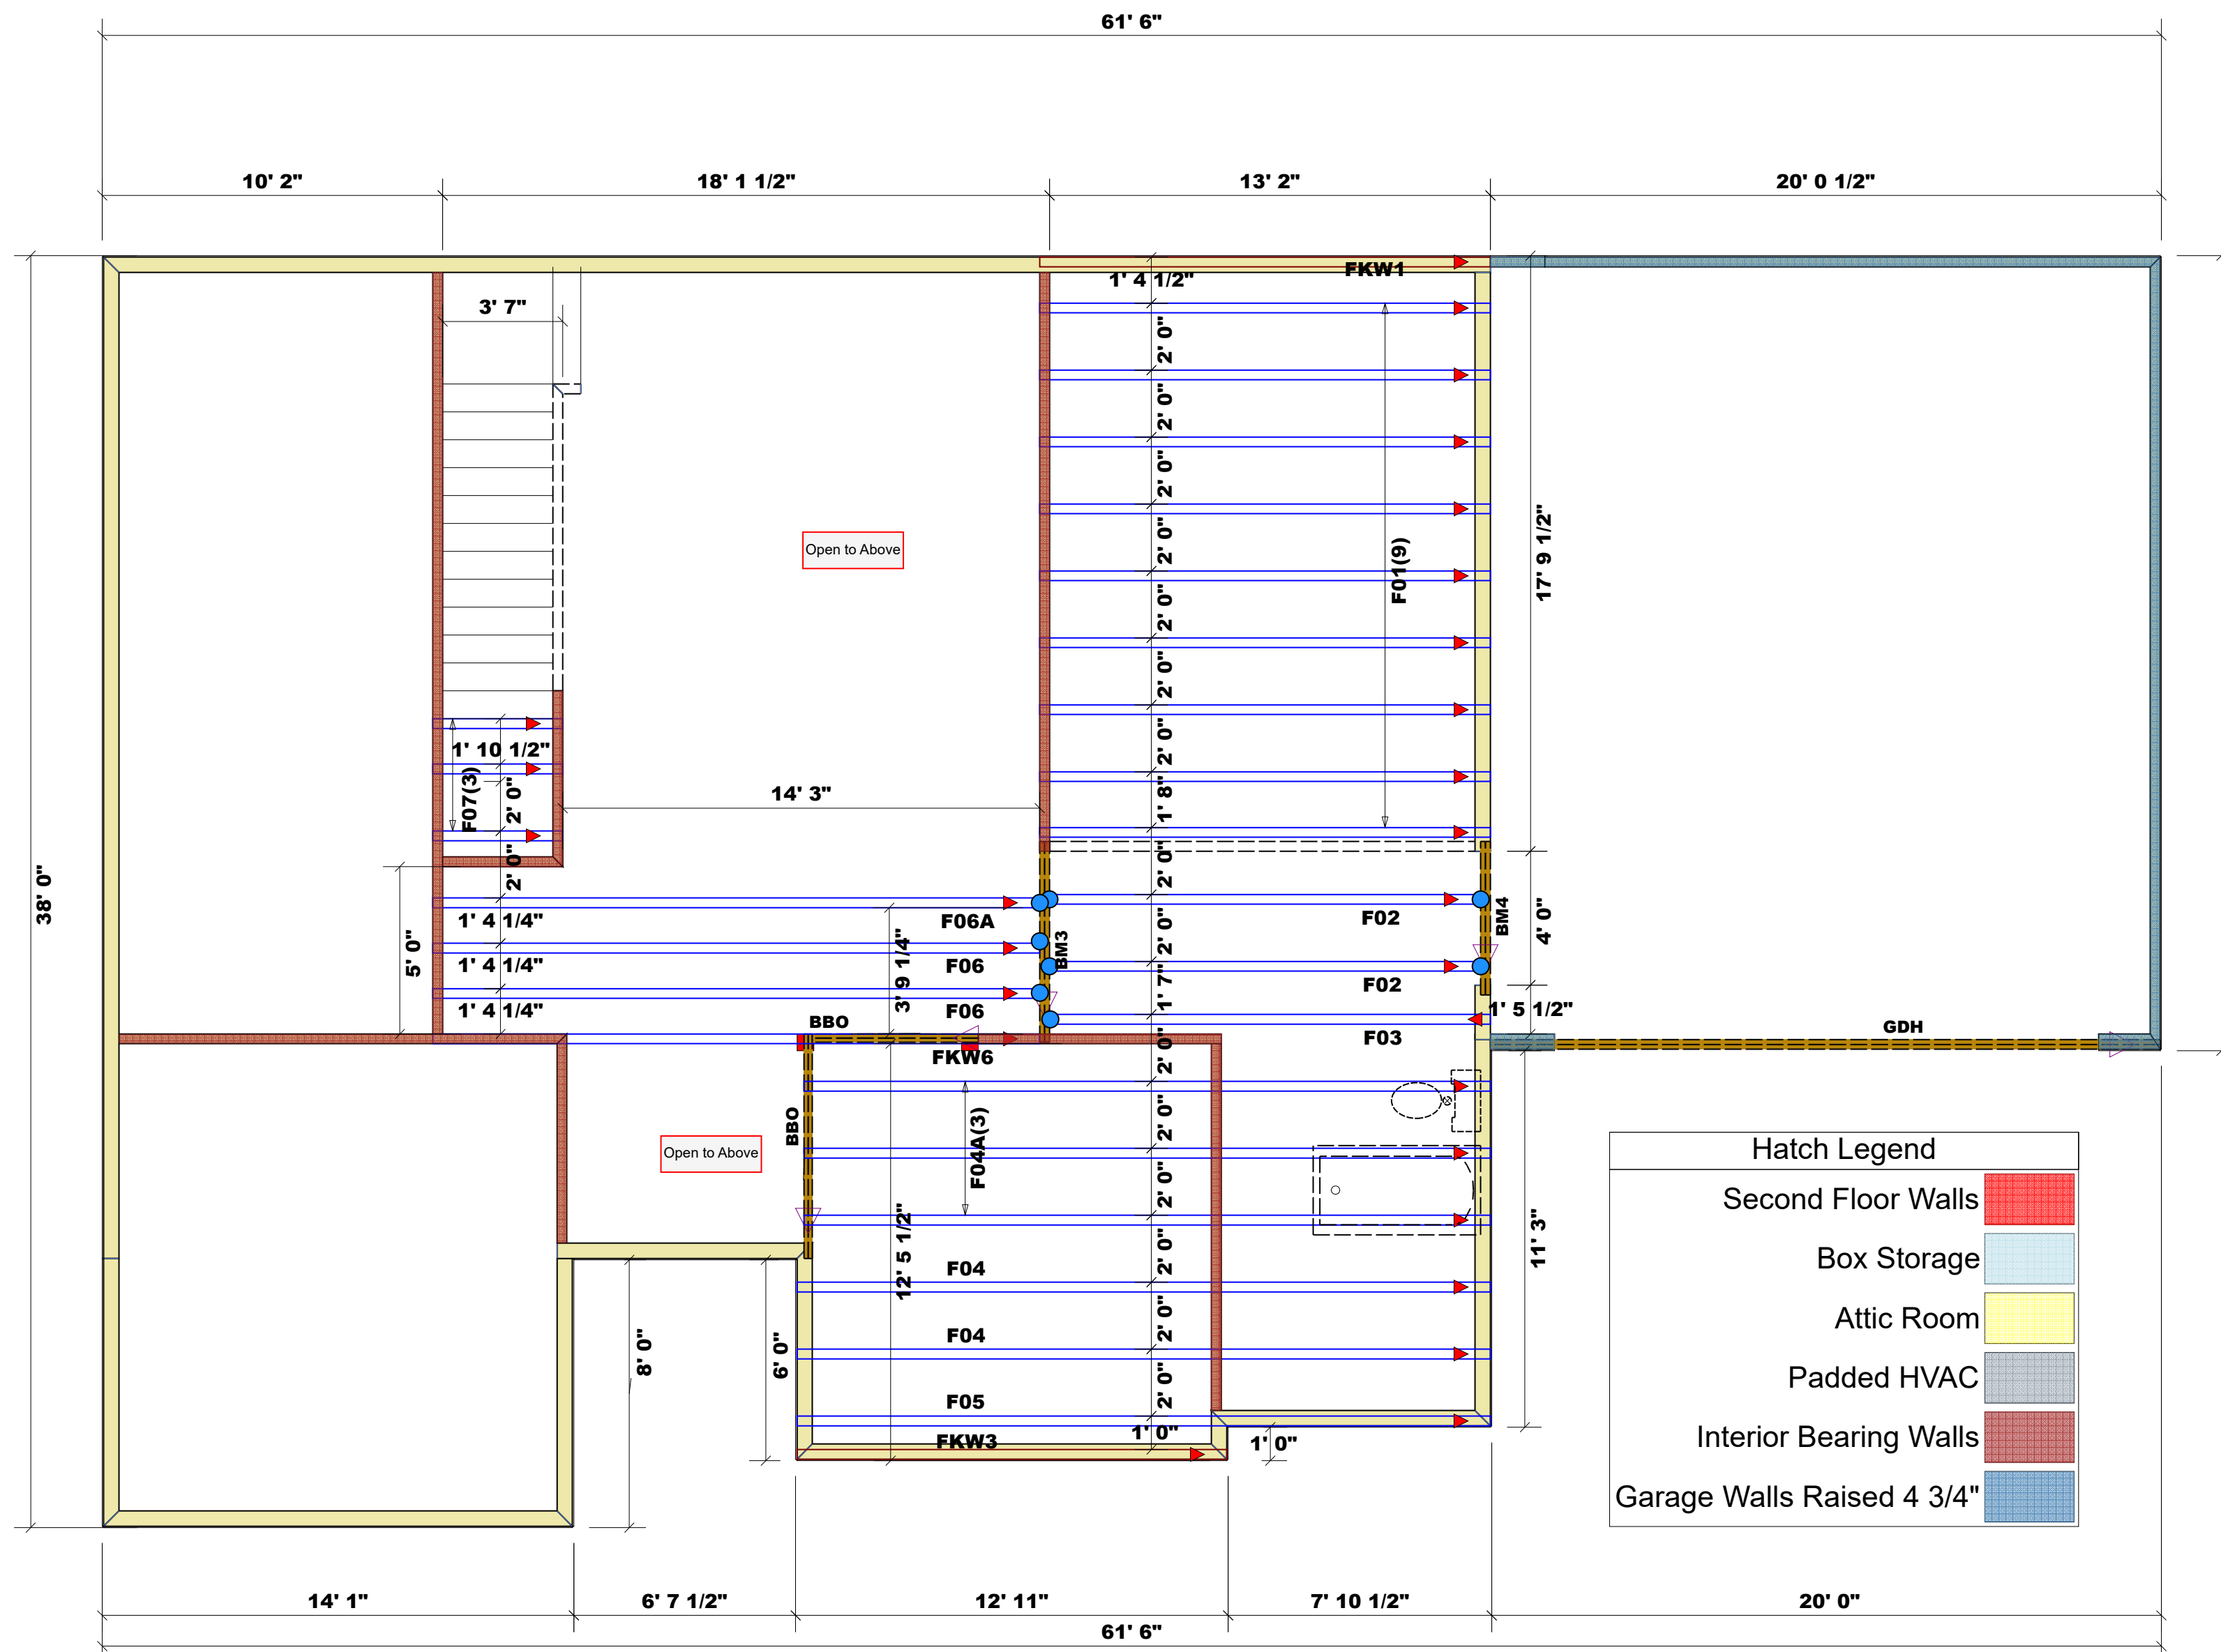 61' 6"
10' 2"
18' 1 1/2"
13' 2"
20' 0 1/2"
FKW1
1' 4 1/2"
3' 7"
2' 0"
2' 0"
2' 0"
2' 0"
2' 0"
2' 0"
2' 0"
1' 8"
F01(9)
17' 9 1/2"
Open to Above
1' 10 1/2"
F07(3)
2' 0"
2' 0"
14' 3"
38' 0"
5' 0"
1' 4 1/4"
1' 4 1/4"
1' 4 1/4"
F06A
F06
F06
3' 9 1/4"
BM3
2' 0"
2' 0"
1' 7"
F02
F02
F03
BM4
4' 0"
1' 5 1/2"
BBO
FKW6
GDH
BBO
Open to Above
F04A(3)
12' 5 1/2"
2' 0"
2' 0"
2' 0"
2' 0"
2' 0"
2' 0"
F04
F04
F05
FKW3
1' 0"
1' 0"
11' 3"
8' 0"
6' 0"
Hatch Legend
Second Floor Walls
Box Storage
Attic Room
Padded HVAC
Interior Bearing Walls
Garage Walls Raised 4 3/4"
14' 1"
6' 7 1/2"
12' 11"
7' 10 1/2"
20' 0"
61' 6"